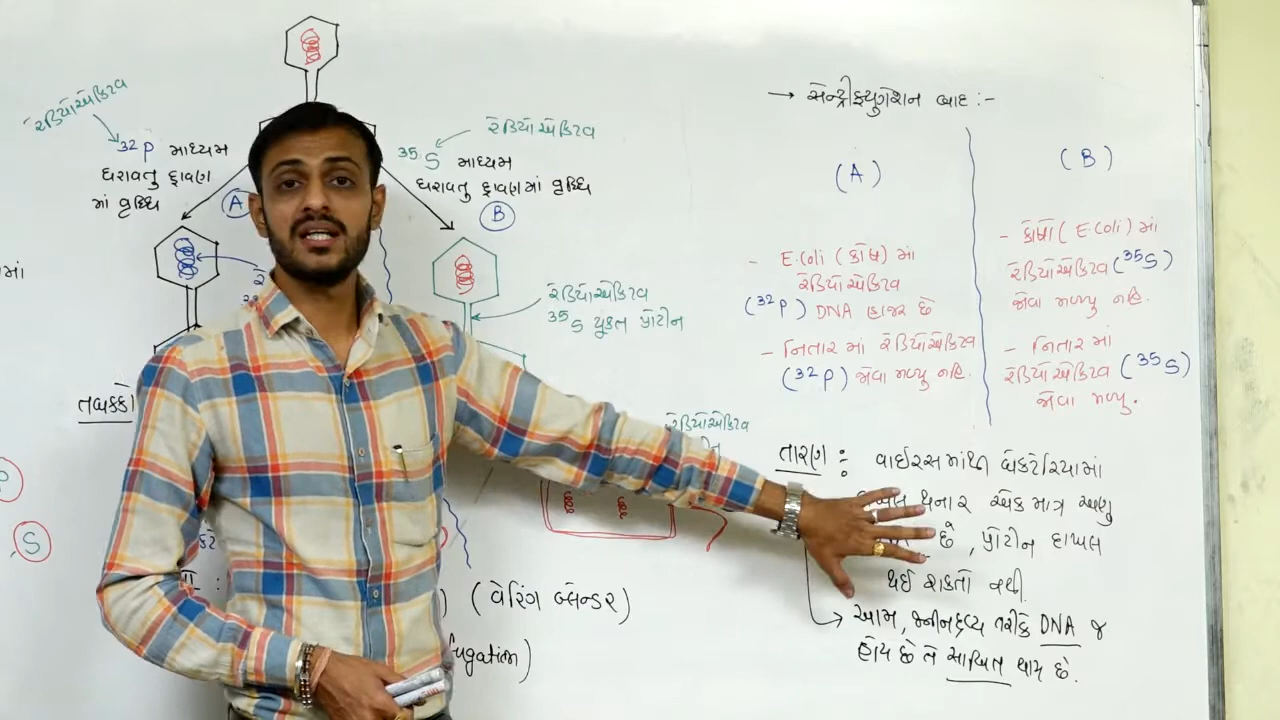 રેડિયોએક્ટિવ
32P માધ્યમ
ધરાવતુ દ્રાવણ
માં વૃધ્ધિ
A
રેડિયોએક્ટિવ
35S માધ્યમ
ધરાવતુ દ્રાવણમાં વૃધ્ધિ
B
રેડિયોએક્ટિવ
35S યુક્ત પ્રોટીન
રેડિયોએક્ટિવ
માં
તબક્કો
P
S
(વેરિંગ બ્લેન્ડર)
fugation)
→ સેન્ટ્રીફ્યુગેશન બાદ :-
(A)
- E.coli (કોષ) માં
રેડિયોએક્ટિવ
(32P) DNA હાજર છે
- નિતાર માં રેડિયોએક્ટિવ
(32P) જોવા મળ્યુ નહિ.
(B)
- કોષો (E.coli) માં
રેડિયોએક્ટિવ (35S)
જોવા મળ્યુ નહિ.
- નિતાર માં
રેડિયોએક્ટિવ (35S)
જોવા મળ્યુ.
તારણ : વાઈરસમાંથી બેક્ટેરિયામાં
થનાર એક માત્ર અણુ
છે, પ્રોટીન દાખલ
થઈ શકતો નથી.
→ આમ, જનીનદ્રવ્ય તરીકે DNA જ
હોય છે તે સાબિત થાય છે.